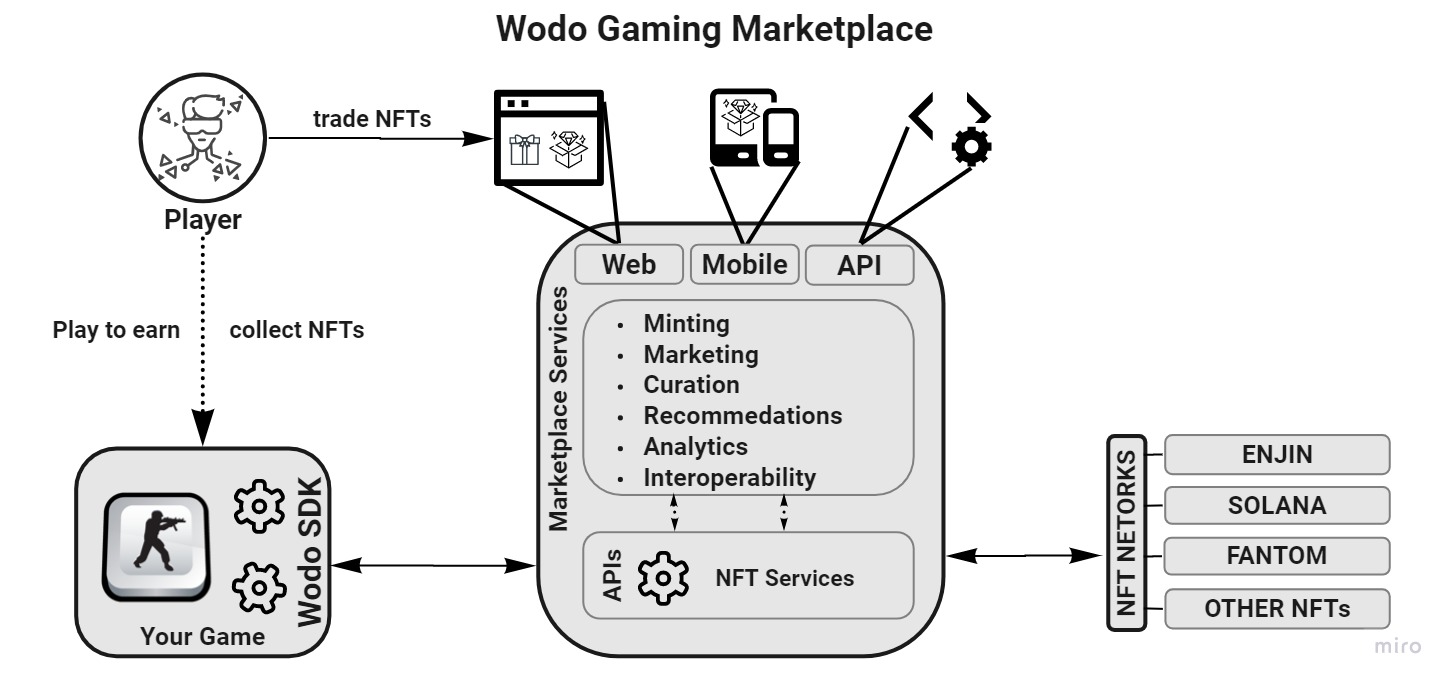 Wodo Gaming Marketplace
trade NFTs
Player
Play to earn
collect NFTs
Web
Mobile
API
Marketplace Services
• Minting
• Marketing
• Curation
• Recommedations
• Analytics
• Interoperability
APIs
NFT Services
Wodo SDK
Your Game
NFT NETORKS
ENJIN
SOLANA
FANTOM
OTHER NFTs
miro